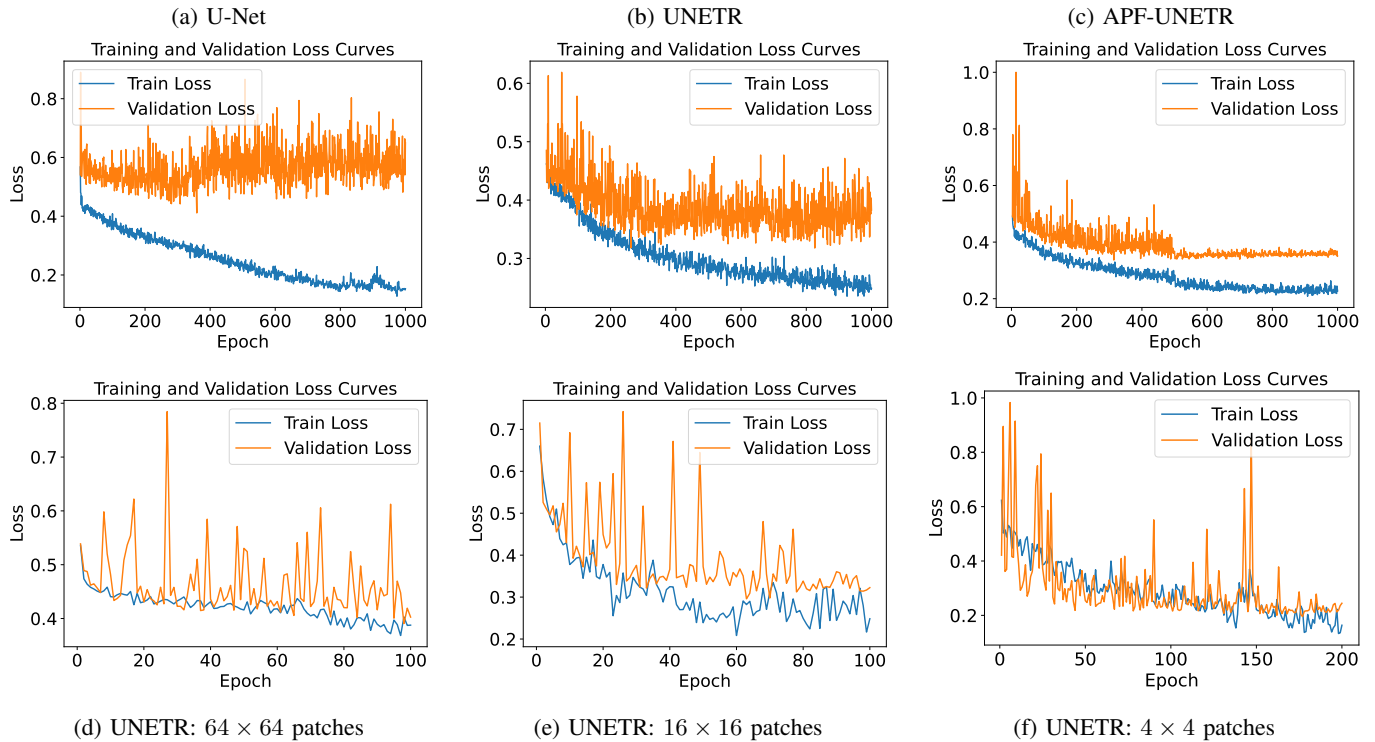 (a) U-Net
(b) UNETR
(c) APF-UNETR
Training and Validation Loss Curves
Train Loss
Validation Loss
Loss
0.8
0.6
0.4
0.2
0 200 400 600 800 1000
Epoch
Training and Validation Loss Curves
Train Loss
Validation Loss
Loss
0.6
0.5
0.4
0.3
0 200 400 600 800 1000
Epoch
Training and Validation Loss Curves
Train Loss
Validation Loss
Loss
1.0
0.8
0.6
0.4
0.2
0 200 400 600 800 1000
Epoch
Training and Validation Loss Curves
Train Loss
Validation Loss
Loss
0.8
0.7
0.6
0.5
0.4
0 20 40 60 80 100
Epoch
Training and Validation Loss Curves
Train Loss
Validation Loss
Loss
0.7
0.6
0.5
0.4
0.3
0.2
0 20 40 60 80 100
Epoch
Training and Validation Loss Curves
Train Loss
Validation Loss
Loss
1.0
0.8
0.6
0.4
0.2
0 50 100 150 200
Epoch
(d) UNETR: 64 × 64 patches
(e) UNETR: 16 × 16 patches
(f) UNETR: 4 × 4 patches